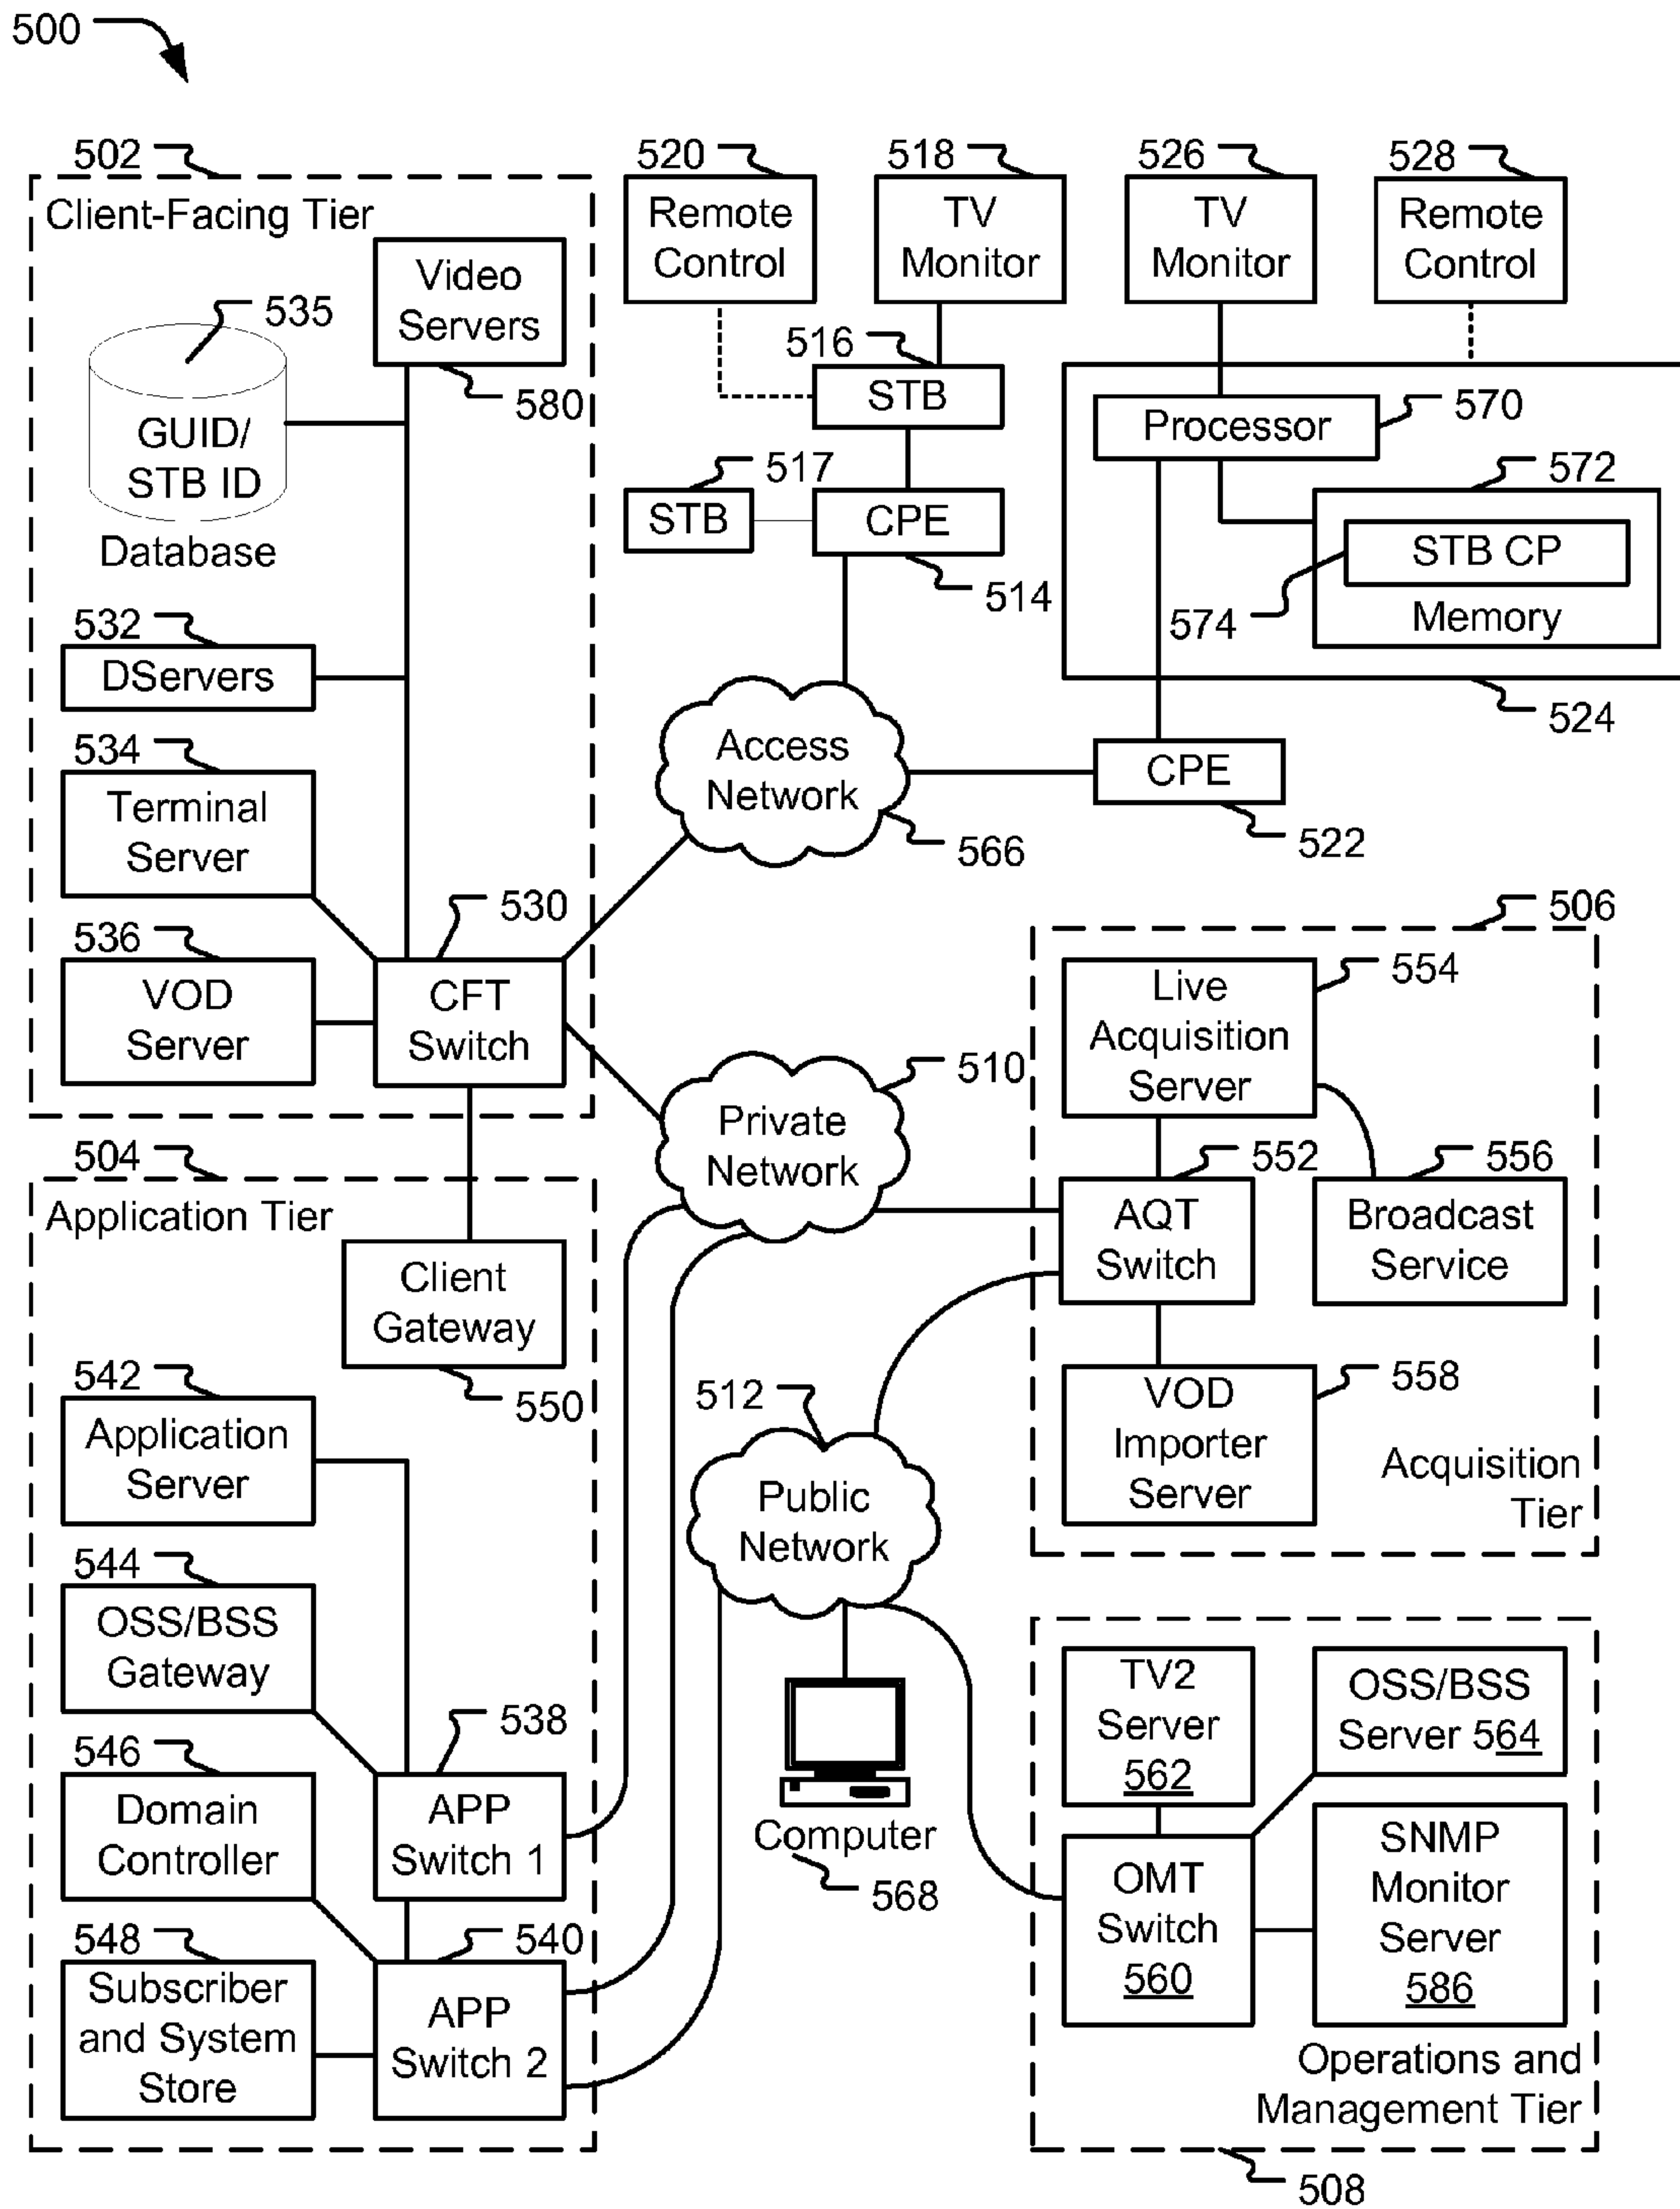 500
502
Client-Facing Tier
Video
Servers
580
535
GUID/
STB ID
Database
532
DServers
534
Terminal
Server
536
VOD
Server
530
CFT
Switch
520
Remote
Control
518
TV
Monitor
526
TV
Monitor
528
Remote
Control
516
STB
517
STB
CPE
514
Processor
570
572
STB CP
574
Memory
524
Access
Network
566
CPE
522
506
Live
Acquisition
Server
554
Private
Network
510
552
AQT
Switch
556
Broadcast
Service
VOD
Importer
Server
558
Acquisition
Tier
504
Application Tier
Client
Gateway
550
542
Application
Server
544
OSS/BSS
Gateway
538
APP
Switch 1
546
Domain
Controller
540
APP
Switch 2
548
Subscriber
and System
Store
512
Public
Network
Computer
568
TV2
Server
562
OSS/BSS
Server 564
OMT
Switch
560
SNMP
Monitor
Server
586
Operations and
Management Tier
508